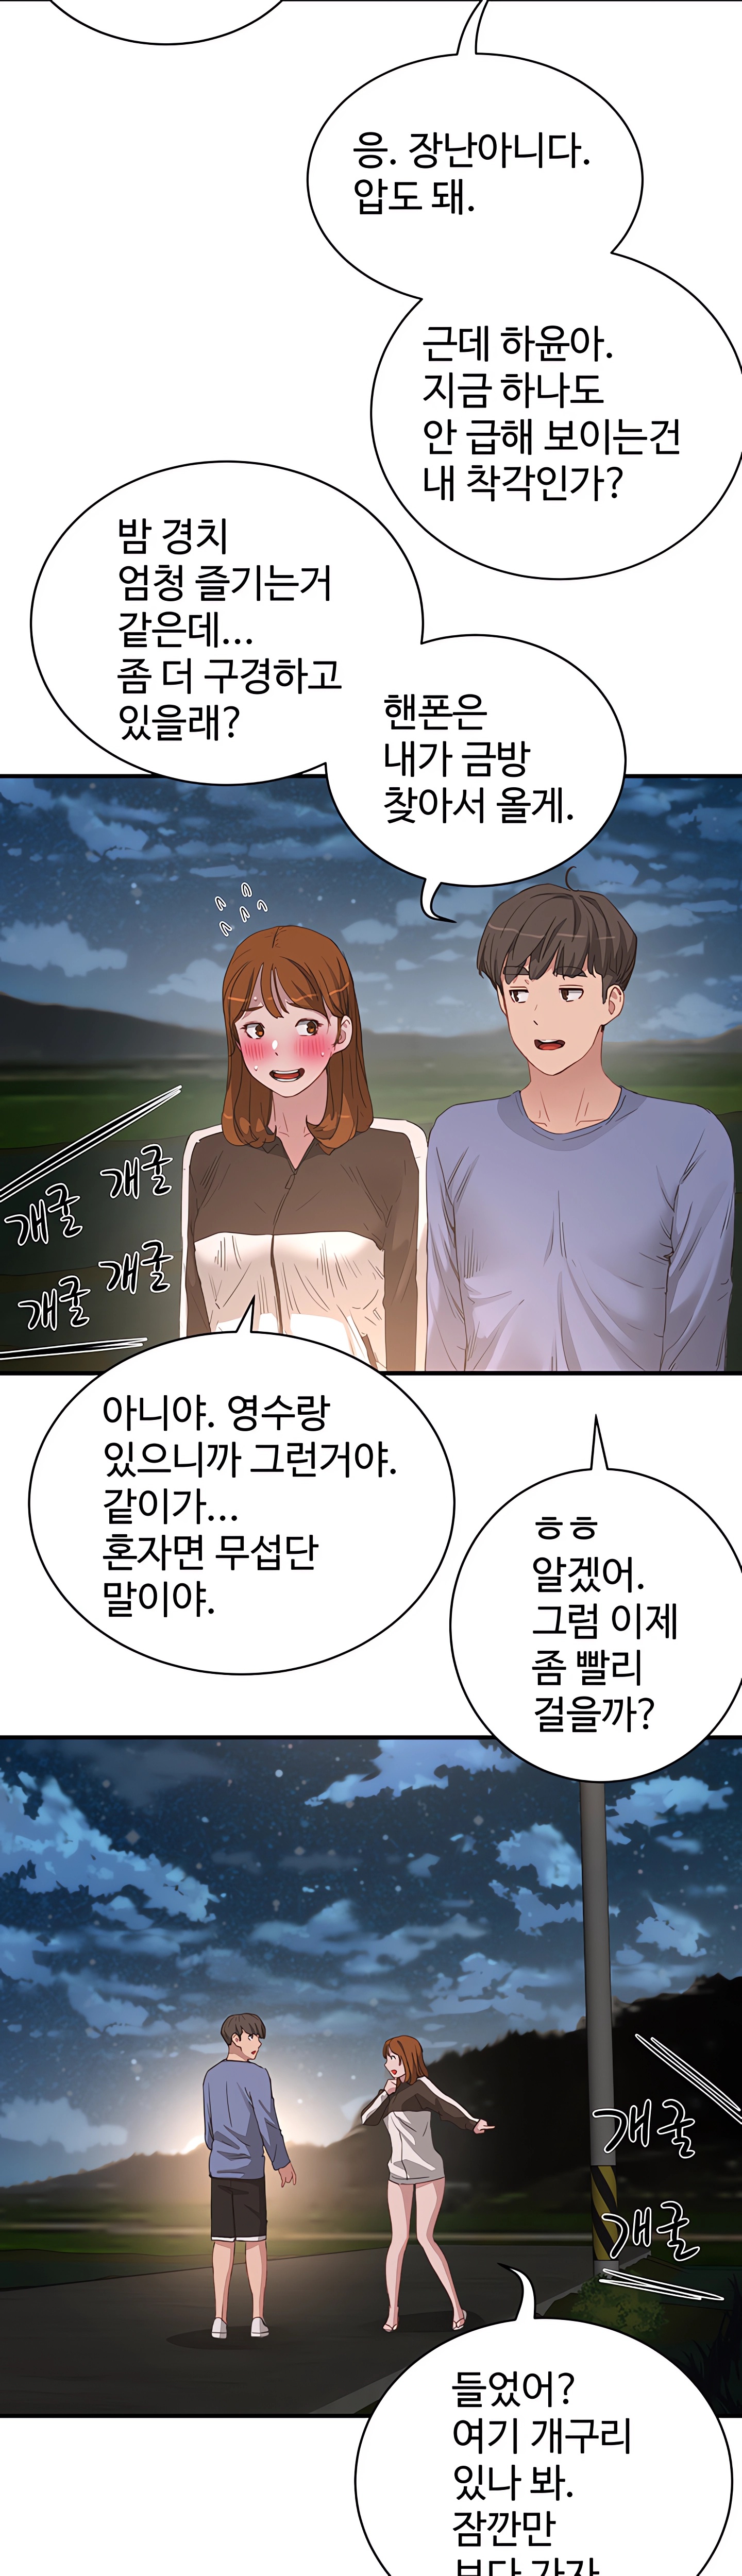 응. 장난아니다.
압도 돼.
근데 하윤아.
지금 하나도
안 급해 보이는건
내 착각인가?
밤 경치
엄청 즐기는거
같은데...
좀 더 구경하고
있을래?
핸폰은
내가 금방
찾아서 올게.
개굴 개굴
개굴 개굴
아니야. 영수랑
있으니까 그런거야.
같이가...
혼자면 무섭단
말이야.
ㅎㅎ
알겠어.
그럼 이제
좀 빨리
걸을까?
개굴
개굴
들었어?
여기 개구리
있나 봐.
잠깐만
보다 가자